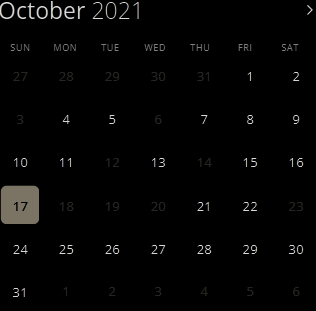 October 2021 >
SUN MON TUE WED THU FRI SAT
27 28 29 30 31 1 2
3 4 5 6 7 8 9
10 11 12 13 14 15 16
17 18 19 20 21 22 23
24 25 26 27 28 29 30
31 1 2 3 4 5 6